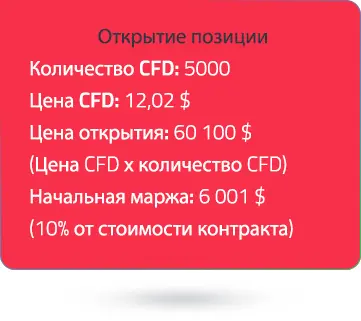 Открытие позиции
Количество CFD: 5000
Цена CFD: 12,02 $
Цена открытия: 60 100 $
(Цена CFD x количество CFD)
Начальная маржа: 6 001 $
(10% от стоимости контракта)